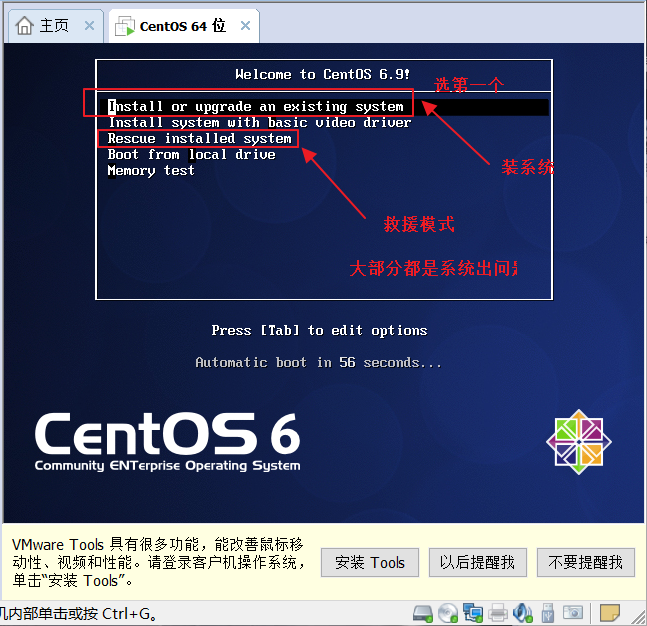 主页
CentOS 64 位
Welcome to CentOS 6.9!
选第一个
Install or upgrade an existing system
Install system with basic video driver
装系统
Rescue installed system
Boot from local drive
Memory test
救援模式
大部分都是系统出问
Press [Tab] to edit options
Automatic boot in 56 seconds...
CentOS 6
Community ENTerprise Operating System
VMware Tools 具有很多功能，能改善鼠标移
动性、视频和性能。请登录客户机操作系统，
单击“安装 Tools”。
安装 Tools
以后提醒我
不要提醒我
机内部单击或按 Ctrl+G。